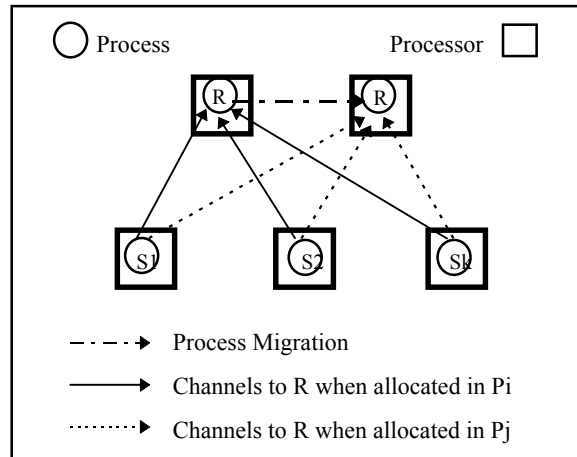 Process Processor
R R
S1 S2 Sk
Process Migration
Channels to R when allocated in Pi
Channels to R when allocated in Pj